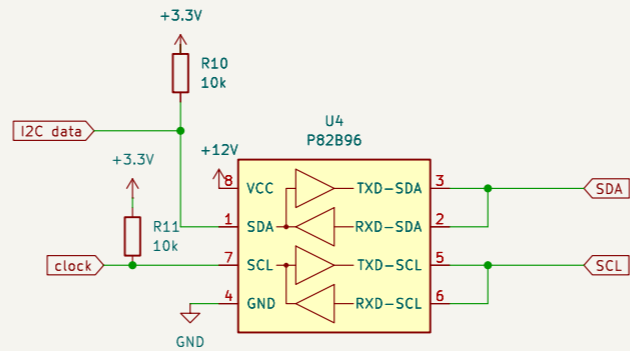 +3.3V
R10
10k
I2C data
U4
P82B96
+3.3V
+12V
8 VCC TXD-SDA 3
SDA
R11
1 SDA RXD-SDA 2
10k
clock
7 SCL TXD-SCL 5
SCL
4 GND RXD-SCL 6
GND